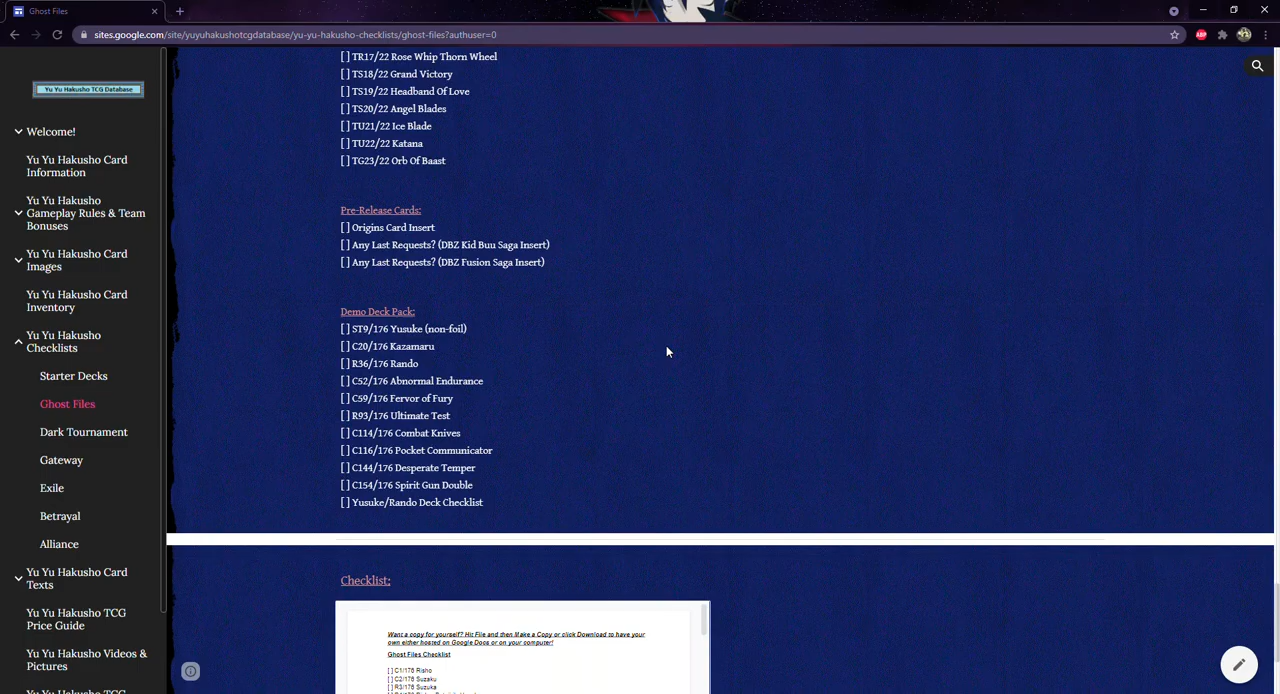 Ghost Files
sites.google.com/site/yuyuhakushotcgdatabase/yu-yu-hakusho-checklists/ghost-files?authuser=0
ABP
Yu Yu Hakusho TCG Database
Welcome!
Yu Yu Hakusho Card
Information
Yu Yu Hakusho
Gameplay Rules & Team
Bonuses
Yu Yu Hakusho Card
Images
Yu Yu Hakusho Card
Inventory
Yu Yu Hakusho
Checklists
Starter Decks
Ghost Files
Dark Tournament
Gateway
Exile
Betrayal
Alliance
Yu Yu Hakusho Card
Texts
Yu Yu Hakusho TCG
Price Guide
Yu Yu Hakusho Videos &
Pictures
Yu Yu Hakusho TCG
[ ] TR17/22 Rose Whip Thorn Wheel
[ ] TS18/22 Grand Victory
[ ] TS19/22 Headband Of Love
[ ] TS20/22 Angel Blades
[ ] TU21/22 Ice Blade
[ ] TU22/22 Katana
[ ] TG23/22 Orb Of Baast
Pre-Release Cards:
[ ] Origins Card Insert
[ ] Any Last Requests? (DBZ Kid Buu Saga Insert)
[ ] Any Last Requests? (DBZ Fusion Saga Insert)
Demo Deck Pack:
[ ] ST9/176 Yusuke (non-foil)
[ ] C20/176 Kazamaru
[ ] R36/176 Rando
[ ] C52/176 Abnormal Endurance
[ ] C59/176 Fervor of Fury
[ ] R93/176 Ultimate Test
[ ] C114/176 Combat Knives
[ ] C116/176 Pocket Communicator
[ ] C144/176 Desperate Temper
[ ] C154/176 Spirit Gun Double
[ ] Yusuke/Rando Deck Checklist
Checklist:
Want a copy for yourself? Hit File and then Make a Copy or click Download to have your
own either hosted on Google Docs or on your computer!
Ghost Files Checklist
[ ] C1/176 Risho
[ ] C2/176 Suzaku
[ ] R3/176 Suzuka